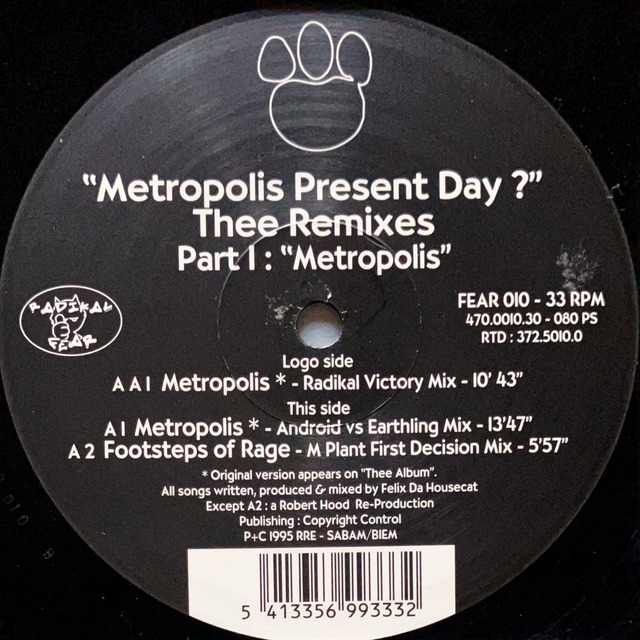 “Metropolis Present Day ?”
Thee Remixes
Part I : “Metropolis”
RADIKAL
FEAR
FEAR 010 - 33 RPM
470.0010.30 - 080 PS
RTD : 372.5010.0
Logo side
A A I Metropolis * - Radikal Victory Mix - 10' 43”
This side
A I Metropolis * - Android vs Earthling Mix - 13'47”
A 2 Footsteps of Rage - M Plant First Decision Mix - 5'57”
* Original version appears on “Thee Album”.
All songs written, produced & mixed by Felix Da Housecat
Except A2 : a Robert Hood Re-Production
Publishing : Copyright Control
P+C 1995 RRE - SABAM/BIEM
5 413356 993332